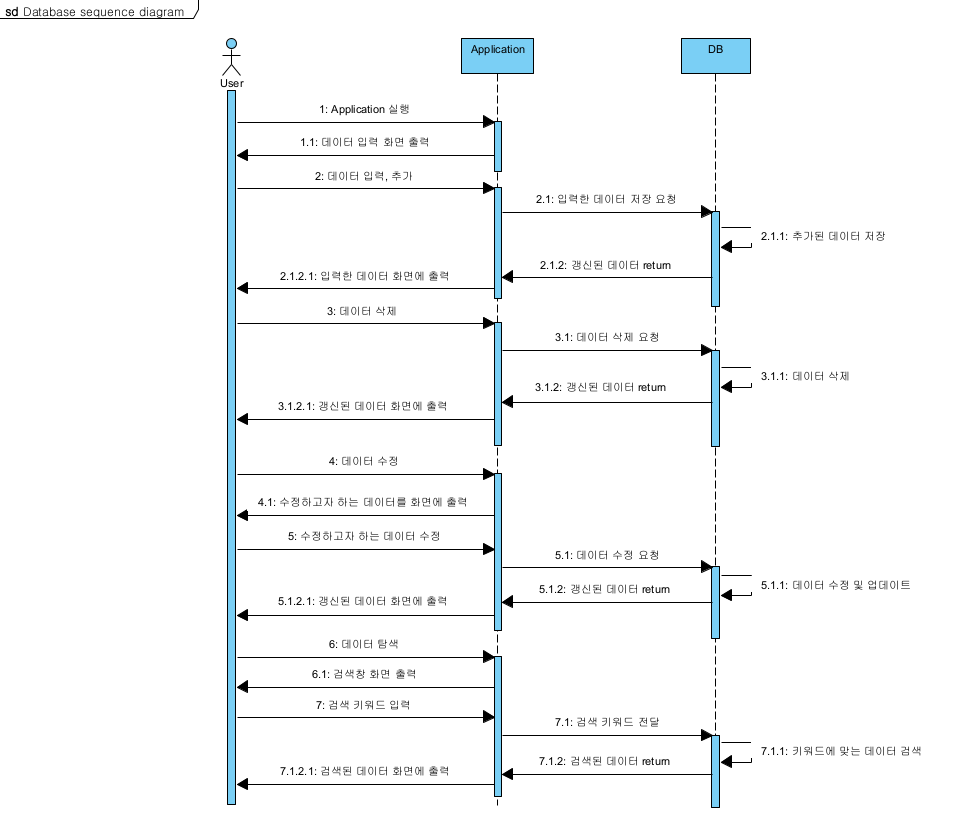 sd Database sequence diagram
Application
DB
User
1: Application 실행
1.1: 데이터 입력 화면 출력
2: 데이터 입력, 추가
2.1: 입력한 데이터 저장 요청
2.1.1: 추가된 데이터 저장
2.1.2: 갱신된 데이터 return
2.1.2.1: 입력한 데이터 화면에 출력
3: 데이터 삭제
3.1: 데이터 삭제 요청
3.1.1: 데이터 삭제
3.1.2: 갱신된 데이터 return
3.1.2.1: 갱신된 데이터 화면에 출력
4: 데이터 수정
4.1: 수정하고자 하는 데이터를 화면에 출력
5: 수정하고자 하는 데이터 수정
5.1: 데이터 수정 요청
5.1.1: 데이터 수정 및 업데이트
5.1.2: 갱신된 데이터 return
5.1.2.1: 갱신된 데이터 화면에 출력
6: 데이터 탐색
6.1: 검색창 화면 출력
7: 검색 키워드 입력
7.1: 검색 키워드 전달
7.1.1: 키워드에 맞는 데이터 검색
7.1.2: 검색된 데이터 return
7.1.2.1: 검색된 데이터 화면에 출력